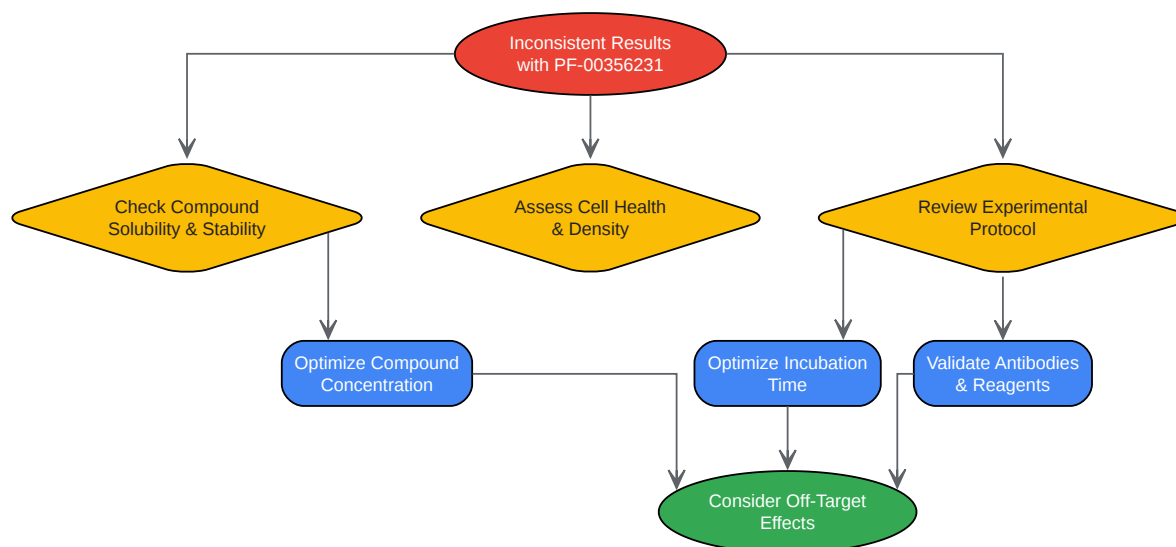 Inconsistent Results
with PF-00356231
Check Compound
Solubility & Stability
Assess Cell Health
& Density
Review Experimental
Protocol
Optimize Compound
Concentration
Optimize Incubation
Time
Validate Antibodies
& Reagents
Consider Off-Target
Effects